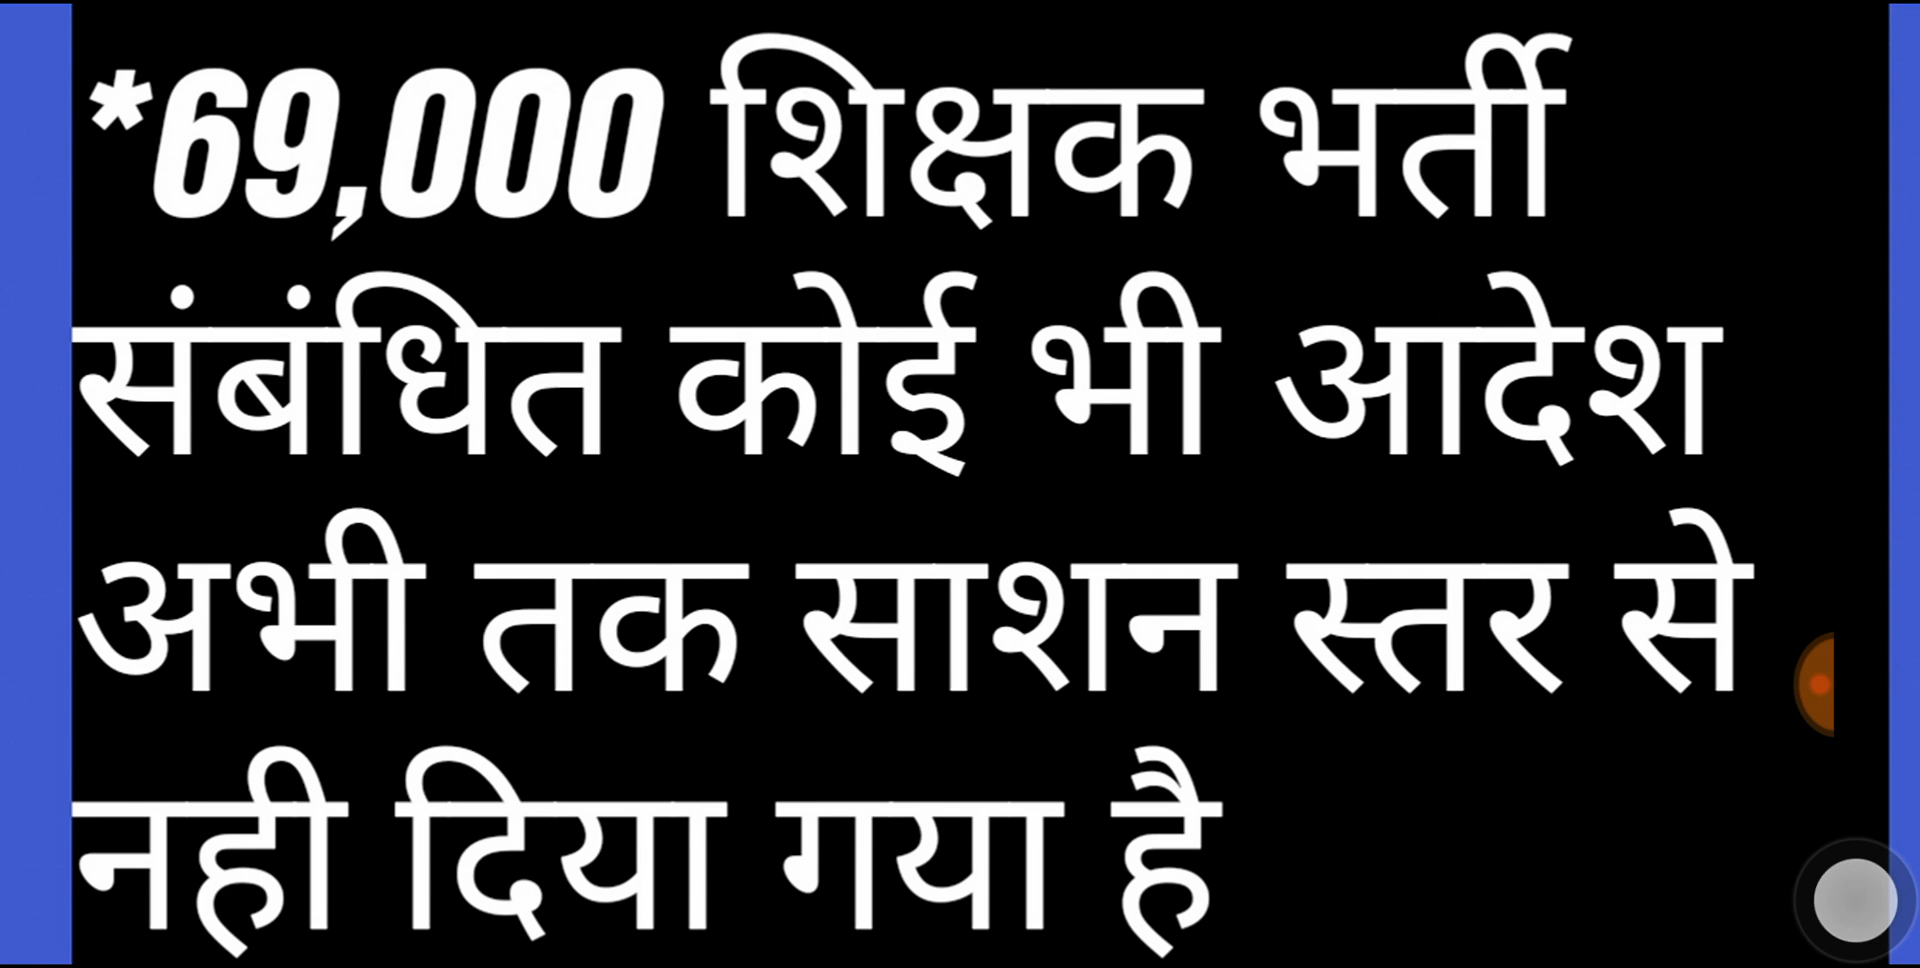 *69,000 शिक्षक भर्ती
संबंधित कोई भी आदेश
अभी तक साशन स्तर से
नही दिया गया है